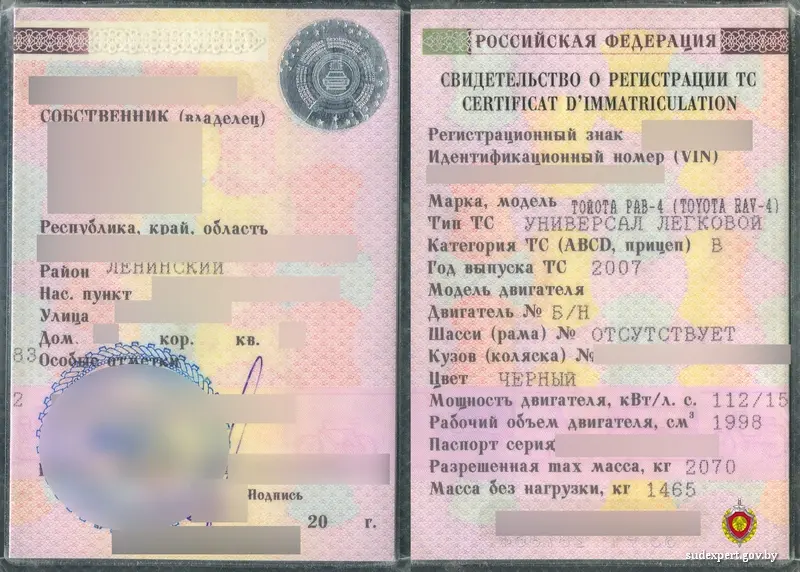 СОБСТВЕННИК (владелец)
Республика, край, область
Район ЛЕНИНСКИЙ
Нас. пункт
Улица
Дом. кор. кв.
83 Особые отметки
2
Подпись
20 г.
РОССИЙСКАЯ ФЕДЕРАЦИЯ
СВИДЕТЕЛЬСТВО О РЕГИСТРАЦИИ ТС
CERTIFICAT D'IMMATRICULATION
Регистрационный знак
Идентификационный номер (VIN)
Марка, модель ТОЙОТА РАВ-4 (TOYOTA RAV-4)
Тип ТС УНИВЕРСАЛ ЛЕГКОВОЙ
Категория ТС (ABCD, прицеп) B
Год выпуска ТС 2007
Модель двигателя
Двигатель № Б/Н
Шасси (рама) № ОТСУТСТВУЕТ
Кузов (коляска) №
Цвет ЧЕРНЫЙ
Мощность двигателя, кВт/л. с. 112/15
Рабочий объем двигателя, см³ 1998
Паспорт серия
Разрешенная max масса, кг 2070
Масса без нагрузки, кг 1465
sudexpert.gov.by